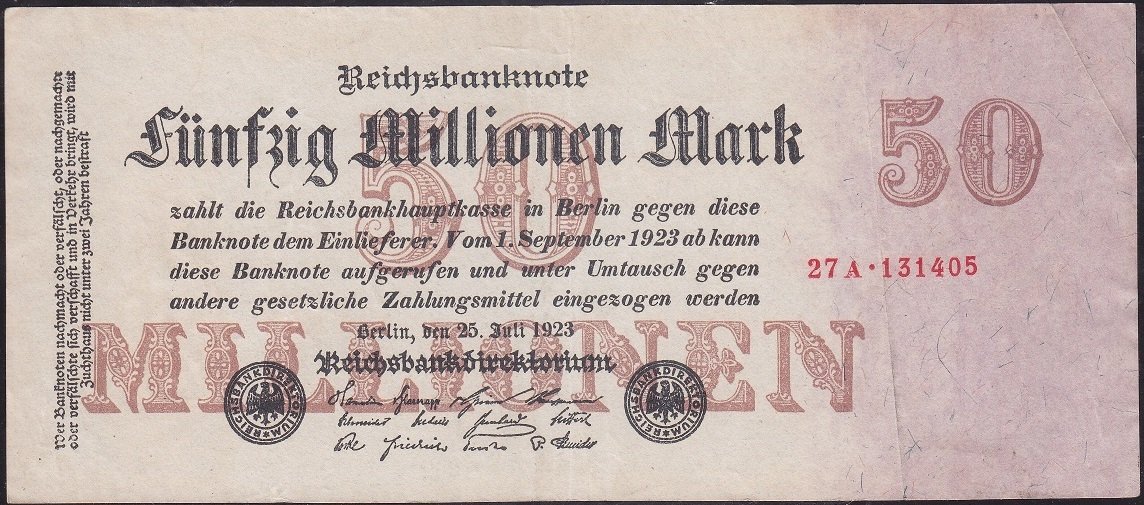 Reichsbanknote
Fünfzig Millionen Mark
50
50
zahlt die Reichsbankhauptkasse in Berlin gegen diese
Banknote dem Einlieferer. Vom 1. September 1923 ab kann
diese Banknote aufgerufen und unter Umtausch gegen
andere gesetzliche Zahlungsmittel eingezogen werden
27 A·131405
MILLIONEN
Berlin, den 25. Juli 1923
Reichsbankdirektorium
REICHSBANKDIREKTORIUM
REICHSBANKDIREKTORIUM
Wer Banknoten nachmacht oder verfälscht, oder nachgemachte
oder verfälschte sich verschafft und in Verkehr bringt, wird mit
Zuchthaus nicht unter zwei Jahren bestraft